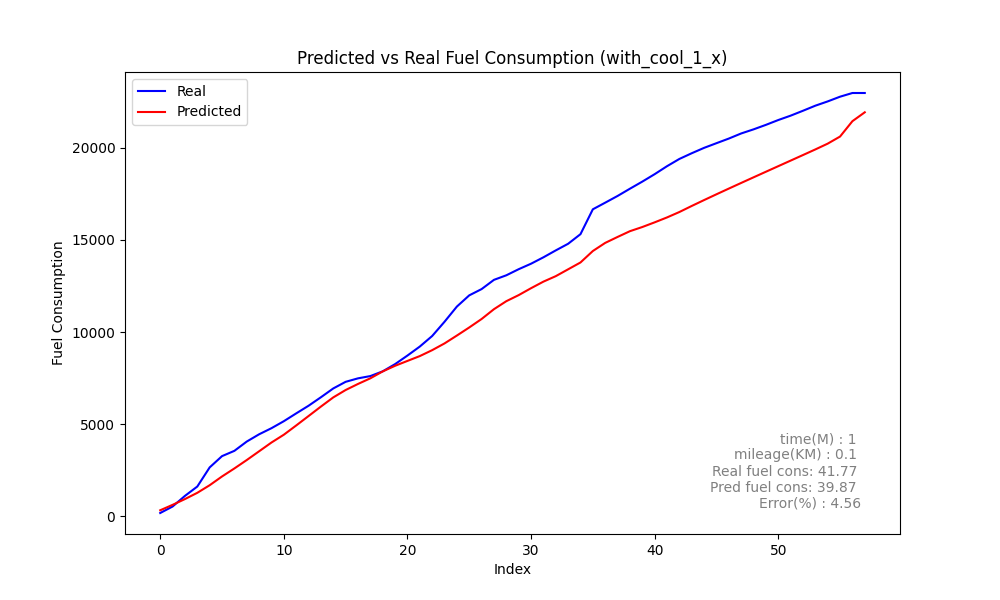 Predicted vs Real Fuel Consumption (with_cool_1_x)
Real
Predicted
20000
15000
10000
5000
0
Fuel Consumption
time(M) : 1
mileage(KM) : 0.1
Real fuel cons: 41.77
Pred fuel cons: 39.87
Error(%) : 4.56
0 10 20 30 40 50
Index